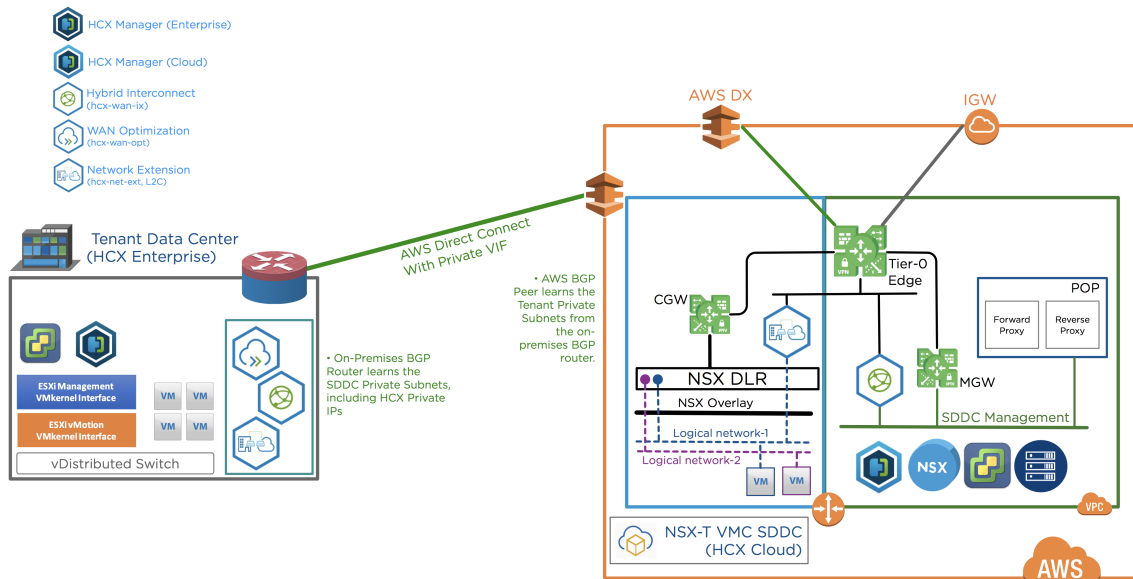 HCX Manager (Enterprise)
HCX Manager (Cloud)
Hybrid Interconnect
(hcx-wan-ix)
WAN Optimization
(hcx-wan-opt)
Network Extension
(hcx-net-ext, L2C)
Tenant Data Center
(HCX Enterprise)
ESXi Management
VMkernel Interface
ESXi vMotion
VMkernel Interface
VM
VM
VM
VM
vDistributed Switch
• On-Premises BGP
Router learns the
SDDC Private Subnets,
including HCX Private
IPs
AWS Direct Connect
With Private VIF
• AWS BGP
Peer learns the
Tenant Private
Subnets from
the on-
premises BGP
router.
AWS DX
IGW
VPN
Tier-0
Edge
CGW
NSX DLR
NSX Overlay
Logical network-1
Logical network-2
VM
VM
POP
Forward
Proxy
Reverse
Proxy
MGW
SDDC Management
NSX
VPC
NSX-T VMC SDDC
(HCX Cloud)
AWS